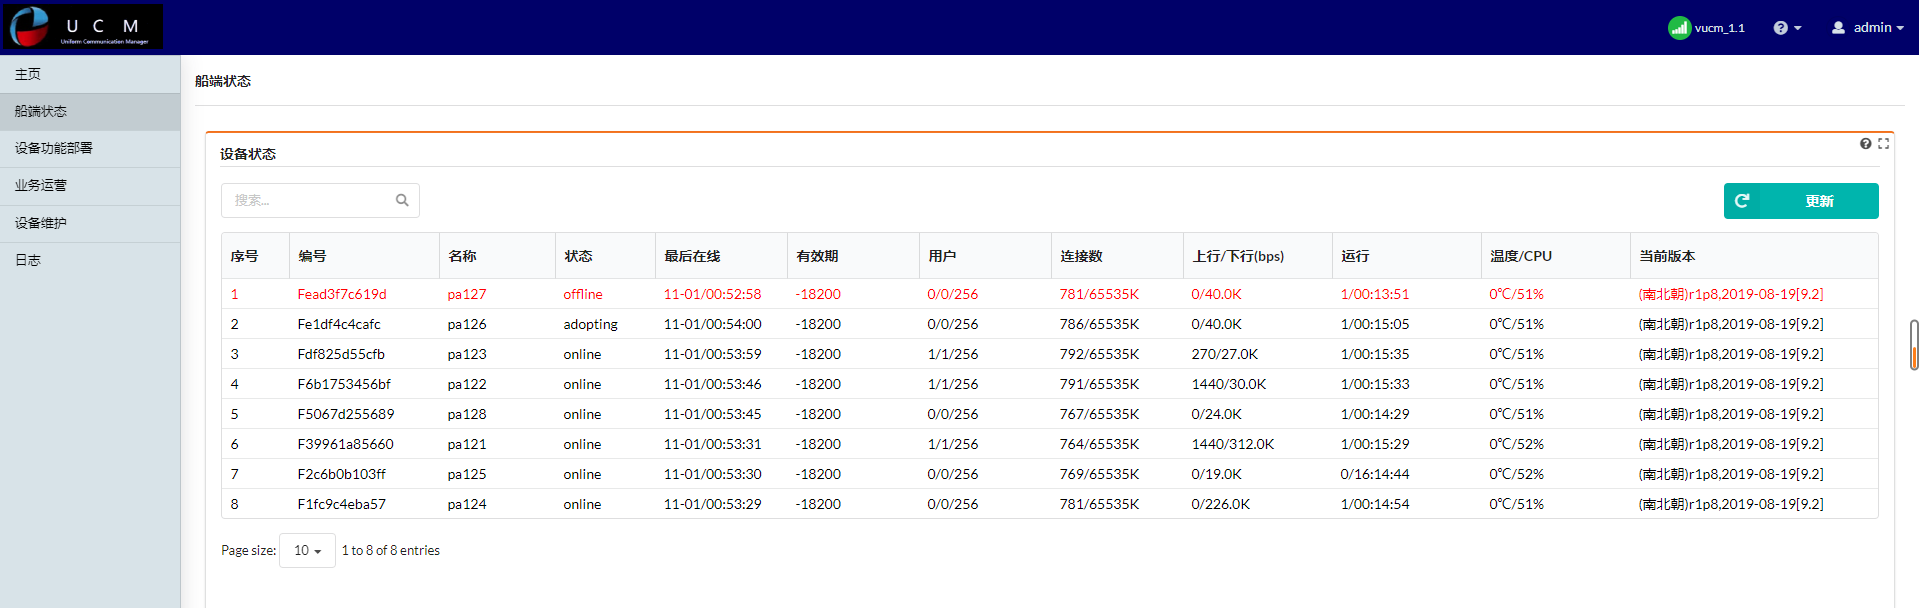 U C M
Uniform Communication Manager
vucm_1.1
admin
主页
船端状态
设备功能部署
业务运营
设备维护
日志
船端状态
设备状态
搜索...
更新
序号 编号 名称 状态 最后在线 有效期 用户 连接数 上行/下行(bps) 运行 温度/CPU 当前版本
1 Fead3f7c619d pa127 offline 11-01/00:52:58 -18200 0/0/256 781/65535K 0/40.0K 1/00:13:51 0℃/51% (南北朝)r1p8,2019-08-19[9.2]
2 Fe1df4c4cafc pa126 adopting 11-01/00:54:00 -18200 0/0/256 786/65535K 0/40.0K 1/00:15:05 0℃/51% (南北朝)r1p8,2019-08-19[9.2]
3 Fdf825d55cfb pa123 online 11-01/00:53:59 -18200 1/1/256 792/65535K 270/27.0K 1/00:15:35 0℃/51% (南北朝)r1p8,2019-08-19[9.2]
4 F6b1753456bf pa122 online 11-01/00:53:46 -18200 1/1/256 791/65535K 1440/30.0K 1/00:15:33 0℃/51% (南北朝)r1p8,2019-08-19[9.2]
5 F5067d255689 pa128 online 11-01/00:53:45 -18200 0/0/256 767/65535K 0/24.0K 1/00:14:29 0℃/51% (南北朝)r1p8,2019-08-19[9.2]
6 F39961a85660 pa121 online 11-01/00:53:31 -18200 1/1/256 764/65535K 1440/312.0K 1/00:15:29 0℃/52% (南北朝)r1p8,2019-08-19[9.2]
7 F2c6b0b103ff pa125 online 11-01/00:53:30 -18200 0/0/256 769/65535K 0/19.0K 0/16:14:44 0℃/52% (南北朝)r1p8,2019-08-19[9.2]
8 F1fc9c4eba57 pa124 online 11-01/00:53:29 -18200 0/0/256 781/65535K 0/226.0K 1/00:14:54 0℃/51% (南北朝)r1p8,2019-08-19[9.2]
Page size: 10 1 to 8 of 8 entries